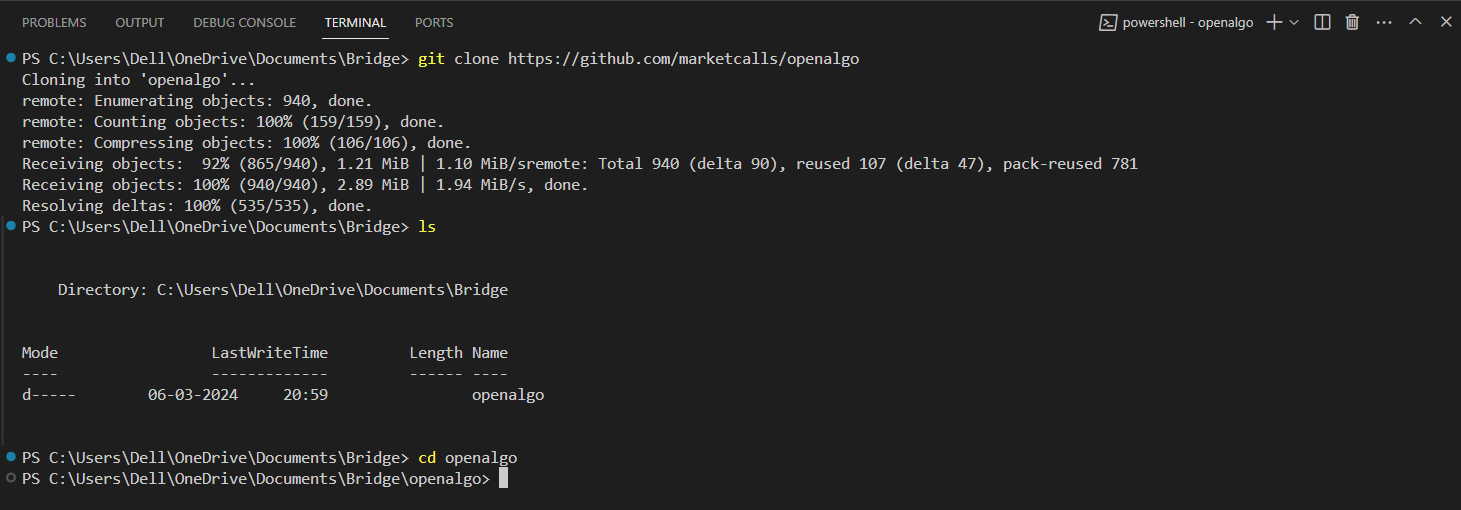 PROBLEMS OUTPUT DEBUG CONSOLE TERMINAL PORTS powershell - openalgo
PS C:\Users\Dell\OneDrive\Documents\Bridge> git clone https://github.com/marketcalls/openalgo
Cloning into 'openalgo'...
remote: Enumerating objects: 940, done.
remote: Counting objects: 100% (159/159), done.
remote: Compressing objects: 100% (106/106), done.
Receiving objects:  92% (865/940), 1.21 MiB | 1.10 MiB/sremote: Total 940 (delta 90), reused 107 (delta 47), pack-reused 781
Receiving objects: 100% (940/940), 2.89 MiB | 1.94 MiB/s, done.
Resolving deltas: 100% (535/535), done.
PS C:\Users\Dell\OneDrive\Documents\Bridge> ls
    Directory: C:\Users\Dell\OneDrive\Documents\Bridge
Mode                 LastWriteTime         Length Name
----                 -------------         ------ ----
d-----        06-03-2024     20:59                openalgo
PS C:\Users\Dell\OneDrive\Documents\Bridge> cd openalgo
PS C:\Users\Dell\OneDrive\Documents\Bridge\openalgo>